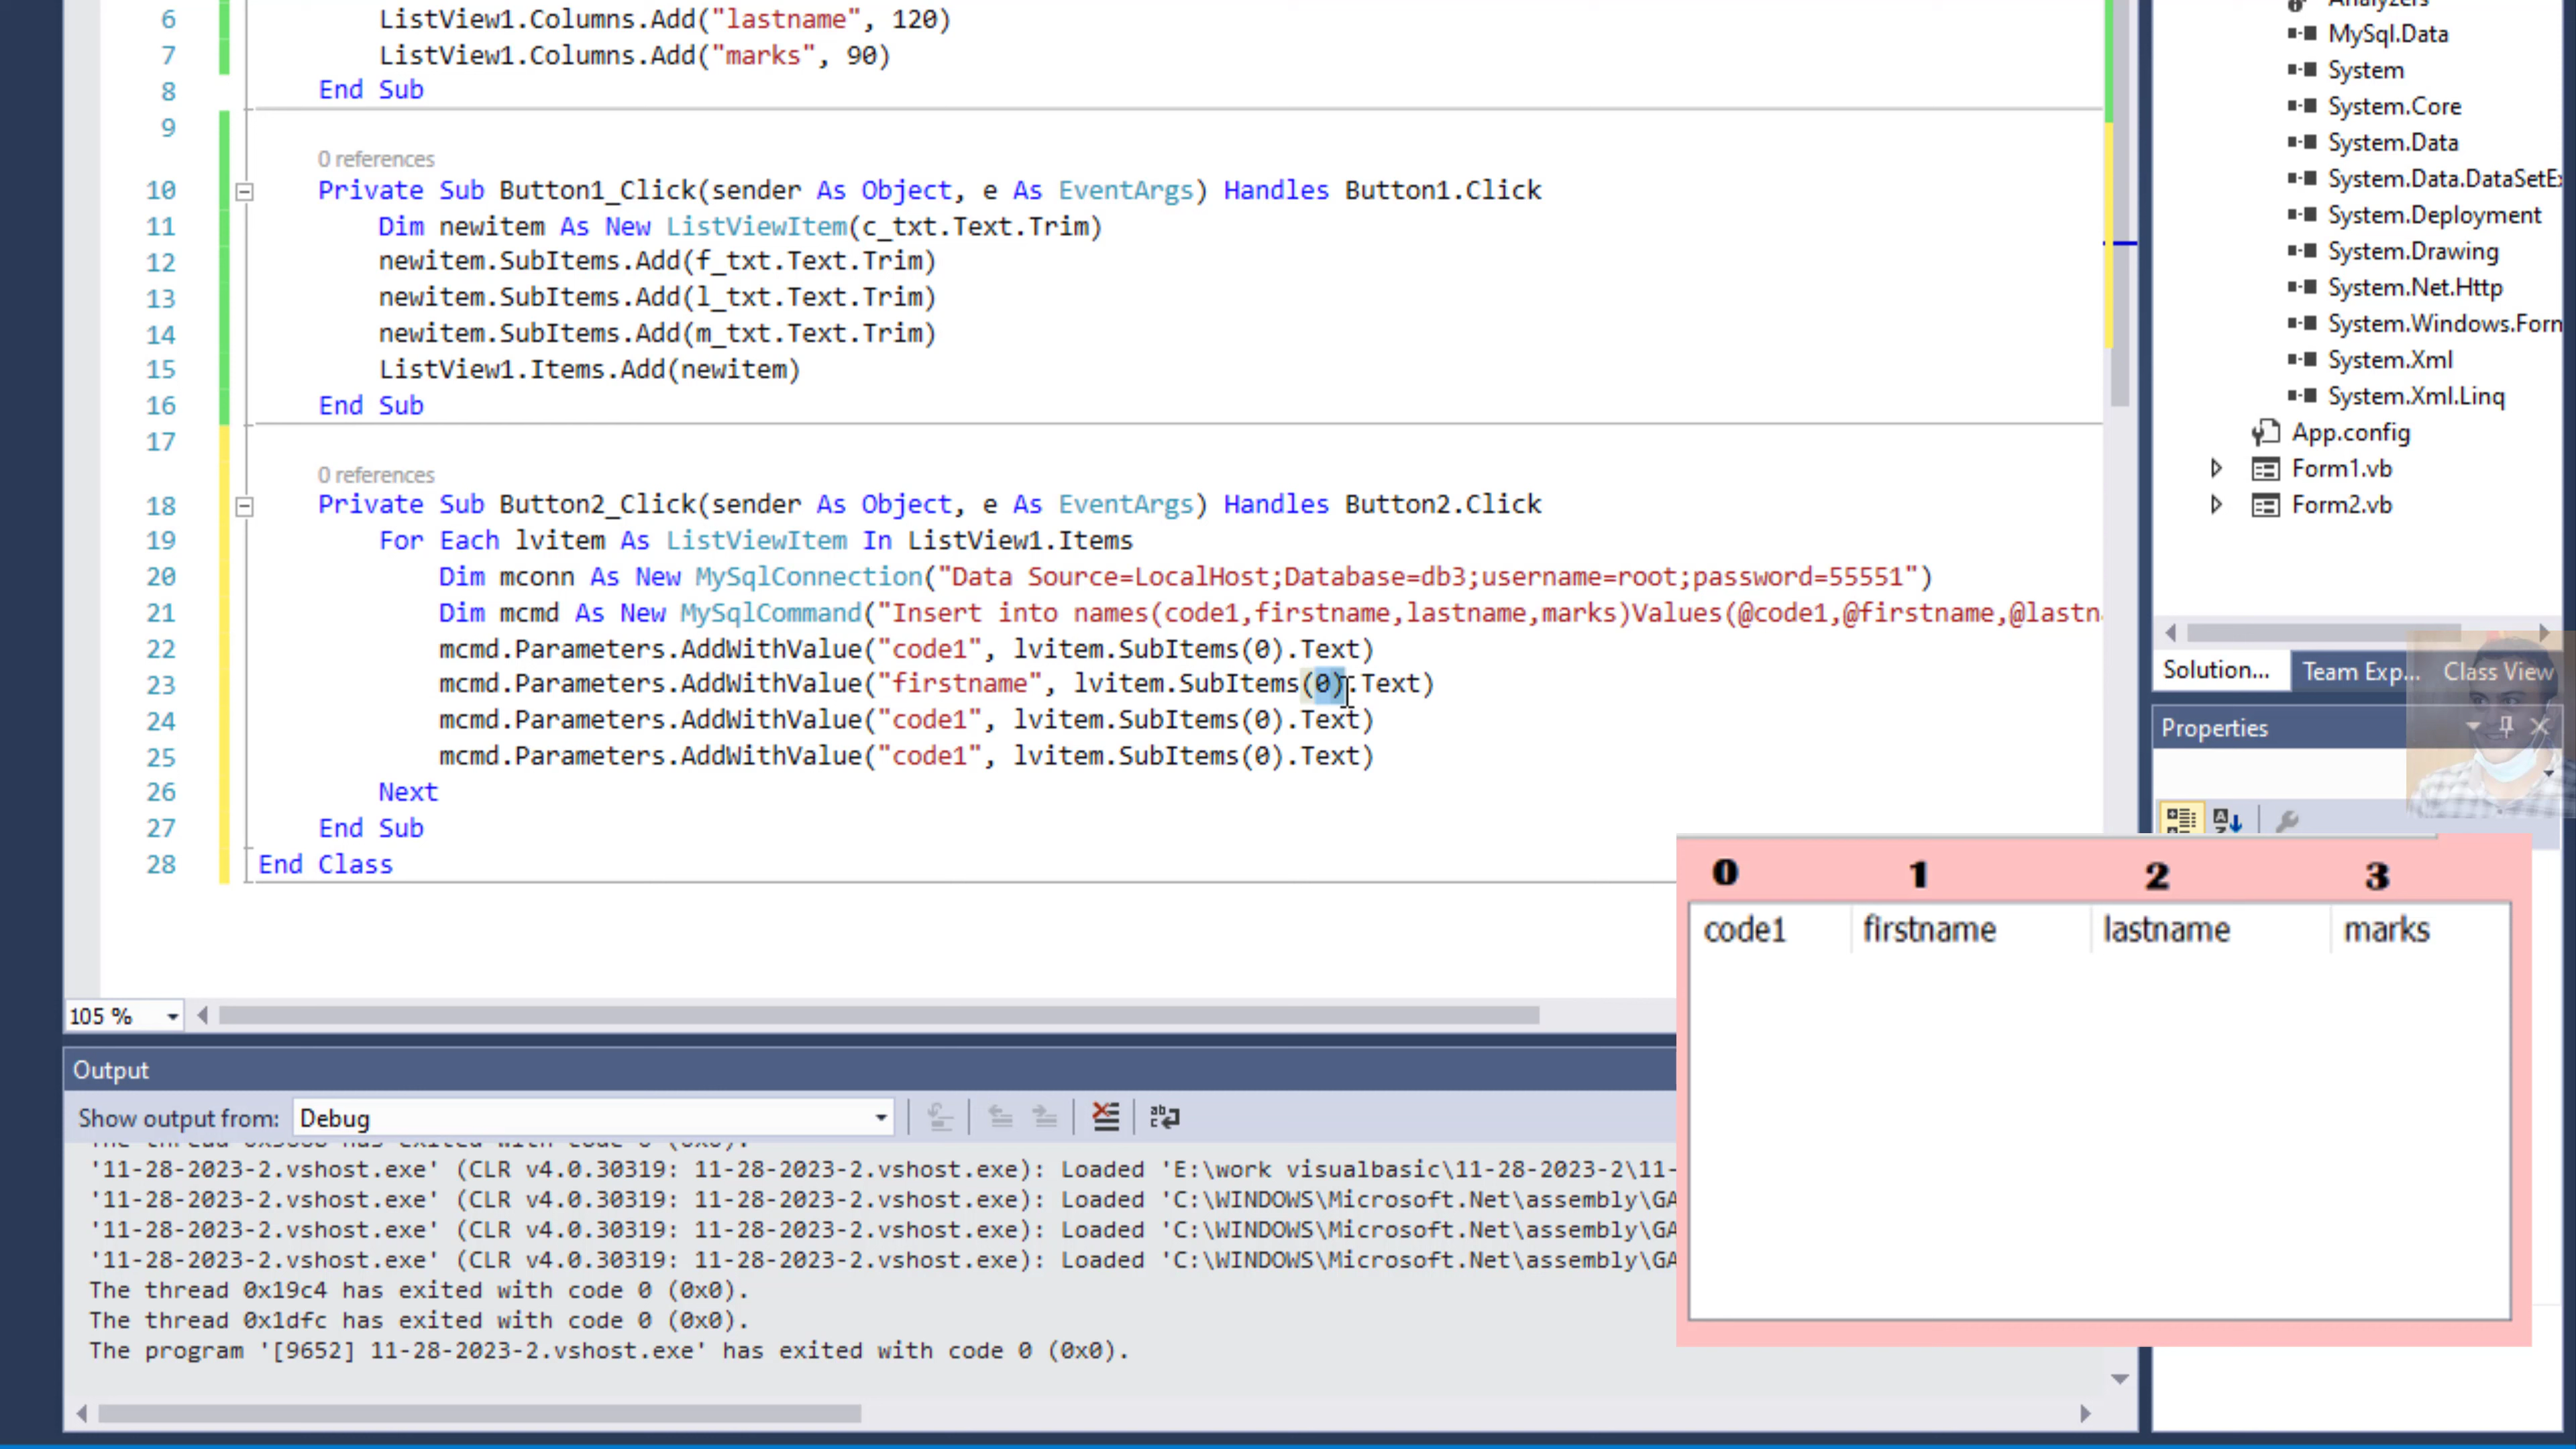 6 ListView1.Columns.Add("lastname", 120)
7 ListView1.Columns.Add("marks", 90)
8 End Sub
9
0 references
10 Private Sub Button1_Click(sender As Object, e As EventArgs) Handles Button1.Click
11 Dim newitem As New ListViewItem(c_txt.Text.Trim)
12 newitem.SubItems.Add(f_txt.Text.Trim)
13 newitem.SubItems.Add(l_txt.Text.Trim)
14 newitem.SubItems.Add(m_txt.Text.Trim)
15 ListView1.Items.Add(newitem)
16 End Sub
17
0 references
18 Private Sub Button2_Click(sender As Object, e As EventArgs) Handles Button2.Click
19 For Each lvitem As ListViewItem In ListView1.Items
20 Dim mconn As New MySqlConnection("Data Source=LocalHost;Database=db3;username=root;password=55551")
21 Dim mcmd As New MySqlCommand("Insert into names(code1,firstname,lastname,marks)Values(@code1,@firstname,@lastn
22 mcmd.Parameters.AddWithValue("code1", lvitem.SubItems(0).Text)
23 mcmd.Parameters.AddWithValue("firstname", lvitem.SubItems(0).Text)
24 mcmd.Parameters.AddWithValue("code1", lvitem.SubItems(0).Text)
25 mcmd.Parameters.AddWithValue("code1", lvitem.SubItems(0).Text)
26 Next
27 End Sub
28 End Class
105 %
Analyzers
MySql.Data
System
System.Core
System.Data
System.Data.DataSetEx
System.Deployment
System.Drawing
System.Net.Http
System.Windows.Form
System.Xml
System.Xml.Linq
App.config
Form1.vb
Form2.vb
Solution... Team Exp... Class View
Properties
0 1 2 3
code1 firstname lastname marks
Output
Show output from: Debug
'11-28-2023-2.vshost.exe' (CLR v4.0.30319: 11-28-2023-2.vshost.exe): Loaded 'E:\work visualbasic\11-28-2023-2\11-
'11-28-2023-2.vshost.exe' (CLR v4.0.30319: 11-28-2023-2.vshost.exe): Loaded 'C:\WINDOWS\Microsoft.Net\assembly\GA
'11-28-2023-2.vshost.exe' (CLR v4.0.30319: 11-28-2023-2.vshost.exe): Loaded 'C:\WINDOWS\Microsoft.Net\assembly\GA
'11-28-2023-2.vshost.exe' (CLR v4.0.30319: 11-28-2023-2.vshost.exe): Loaded 'C:\WINDOWS\Microsoft.Net\assembly\GA
The thread 0x19c4 has exited with code 0 (0x0).
The thread 0x1dfc has exited with code 0 (0x0).
The program '[9652] 11-28-2023-2.vshost.exe' has exited with code 0 (0x0).